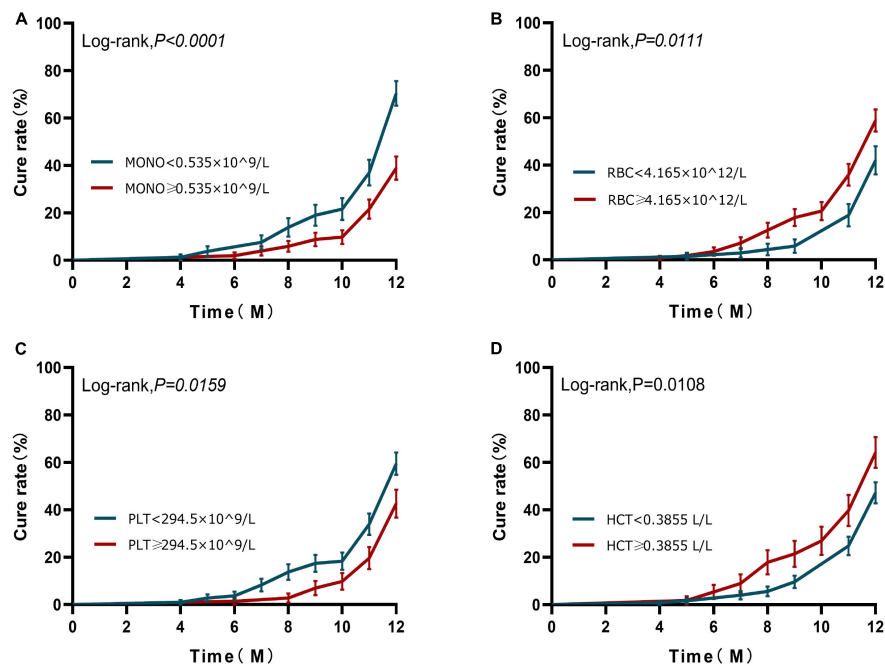 A
Log-rank,P<0.0001
100
80
60
40
20
0
Cure rate(%)
MONO<0.535×10^9/L
MONO⩾0.535×10^9/L
0 2 4 6 8 10 12
Time( M)
B
Log-rank,P=0.0111
100
80
60
40
20
0
Cure rate(%)
RBC<4.165×10^12/L
RBC⩾4.165×10^12/L
0 2 4 6 8 10 12
Time( M)
C
Log-rank,P=0.0159
100
80
60
40
20
0
Cure rate(%)
PLT<294.5×10^9/L
PLT⩾294.5×10^9/L
0 2 4 6 8 10 12
Time( M)
D
Log-rank,P=0.0108
100
80
60
40
20
0
Cure rate(%)
HCT<0.3855 L/L
HCT⩾0.3855 L/L
0 2 4 6 8 10 12
Time( M)